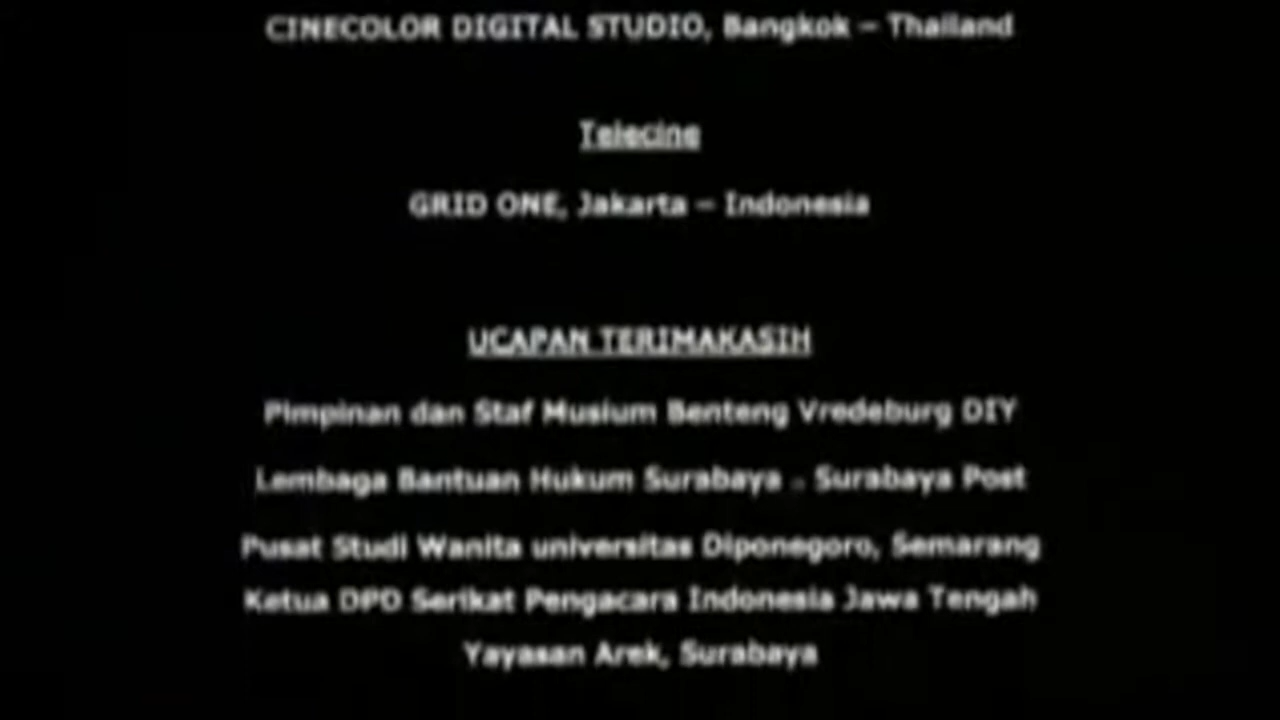 CINECOLOR DIGITAL STUDIO, Bangkok – Thailand
Telecine
GRID ONE, Jakarta – Indonesia
UCAPAN TERIMAKASIH
Pimpinan dan Staf Musium Benteng Vredeburg DIY
Lembaga Bantuan Hukum Surabaya . Surabaya Post
Pusat Studi Wanita universitas Diponegoro, Semarang
Ketua DPD Serikat Pengacara Indonesia Jawa Tengah
Yayasan Arek, Surabaya